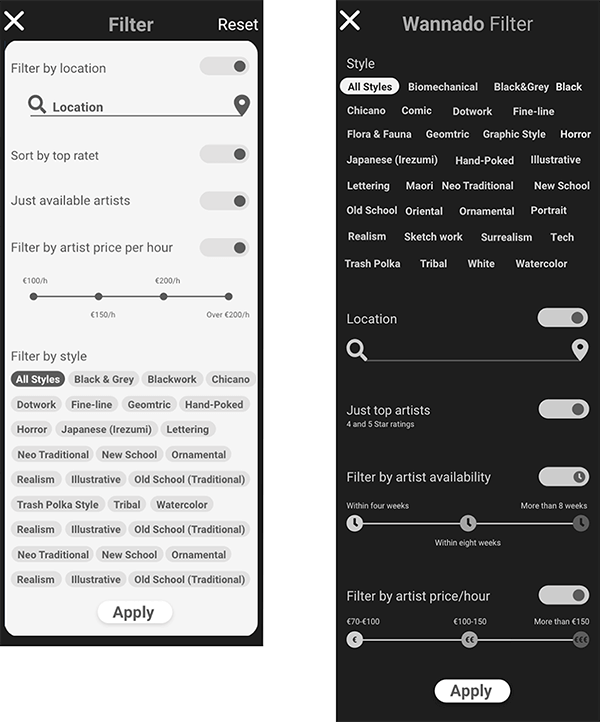 Filter
Reset
Filter by location
Location
Sort by top ratet
Just available artists
Filter by artist price per hour
€100/h
€200/h
€150/h
Over €200/h
Filter by style
All Styles Black & Grey Blackwork Chicano
Dotwork Fine-line Geomtric Hand-Poked
Horror Japanese (Irezumi) Lettering
Neo Traditional New School Ornamental
Realism Illustrative Old School (Traditional)
Trash Polka Style Tribal Watercolor
Realism Illustrative Old School (Traditional)
Neo Traditional New School Ornamental
Realism Illustrative Old School (Traditional)
Apply
Wannado Filter
Style
All Styles Biomechanical Black&Grey Black
Chicano Comic Dotwork Fine-line
Flora & Fauna Geomtric Graphic Style Horror
Japanese (Irezumi) Hand-Poked Illustrative
Lettering Maori Neo Traditional New School
Old School Oriental Ornamental Portrait
Realism Sketch work Surrealism Tech
Trash Polka Tribal White Watercolor
Location
Just top artists
4 and 5 Star ratings
Filter by artist availability
Within four weeks
More than 8 weeks
Within eight weeks
Filter by artist price/hour
€70-€100 €100-150 More than €150
€ €€ €€€
Apply